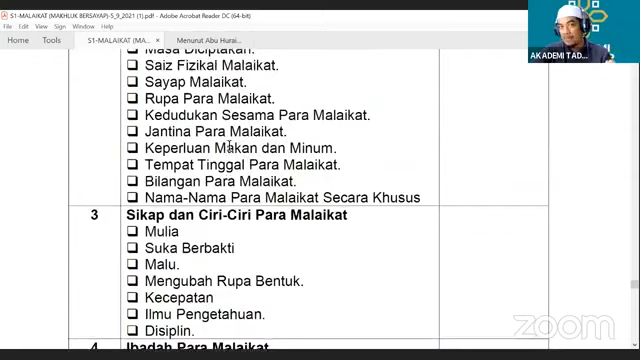 S1-MALAIKAT (MAKHLUK BERSAYAP)-5_9_2021 (1).pdf - Adobe Acrobat Reader DC (64-bit)
File Edit View Sign Window Help
Home Tools S1-MALAIKAT (MA... × Menurut Abu Hurai...
Masa Diciptakan.
Saiz Fizikal Malaikat.
Sayap Malaikat.
Rupa Para Malaikat.
Kedudukan Sesama Para Malaikat.
Jantina Para Malaikat.
Keperluan Makan dan Minum.
Tempat Tinggal Para Malaikat.
Bilangan Para Malaikat.
Nama-Nama Para Malaikat Secara Khusus
3 Sikap dan Ciri-Ciri Para Malaikat
Mulia
Suka Berbakti
Malu.
Mengubah Rupa Bentuk.
Kecepatan
Ilmu Pengetahuan.
Disiplin.
4 Ibadah Para Malaikat
AKADEMI TAD...
zoom